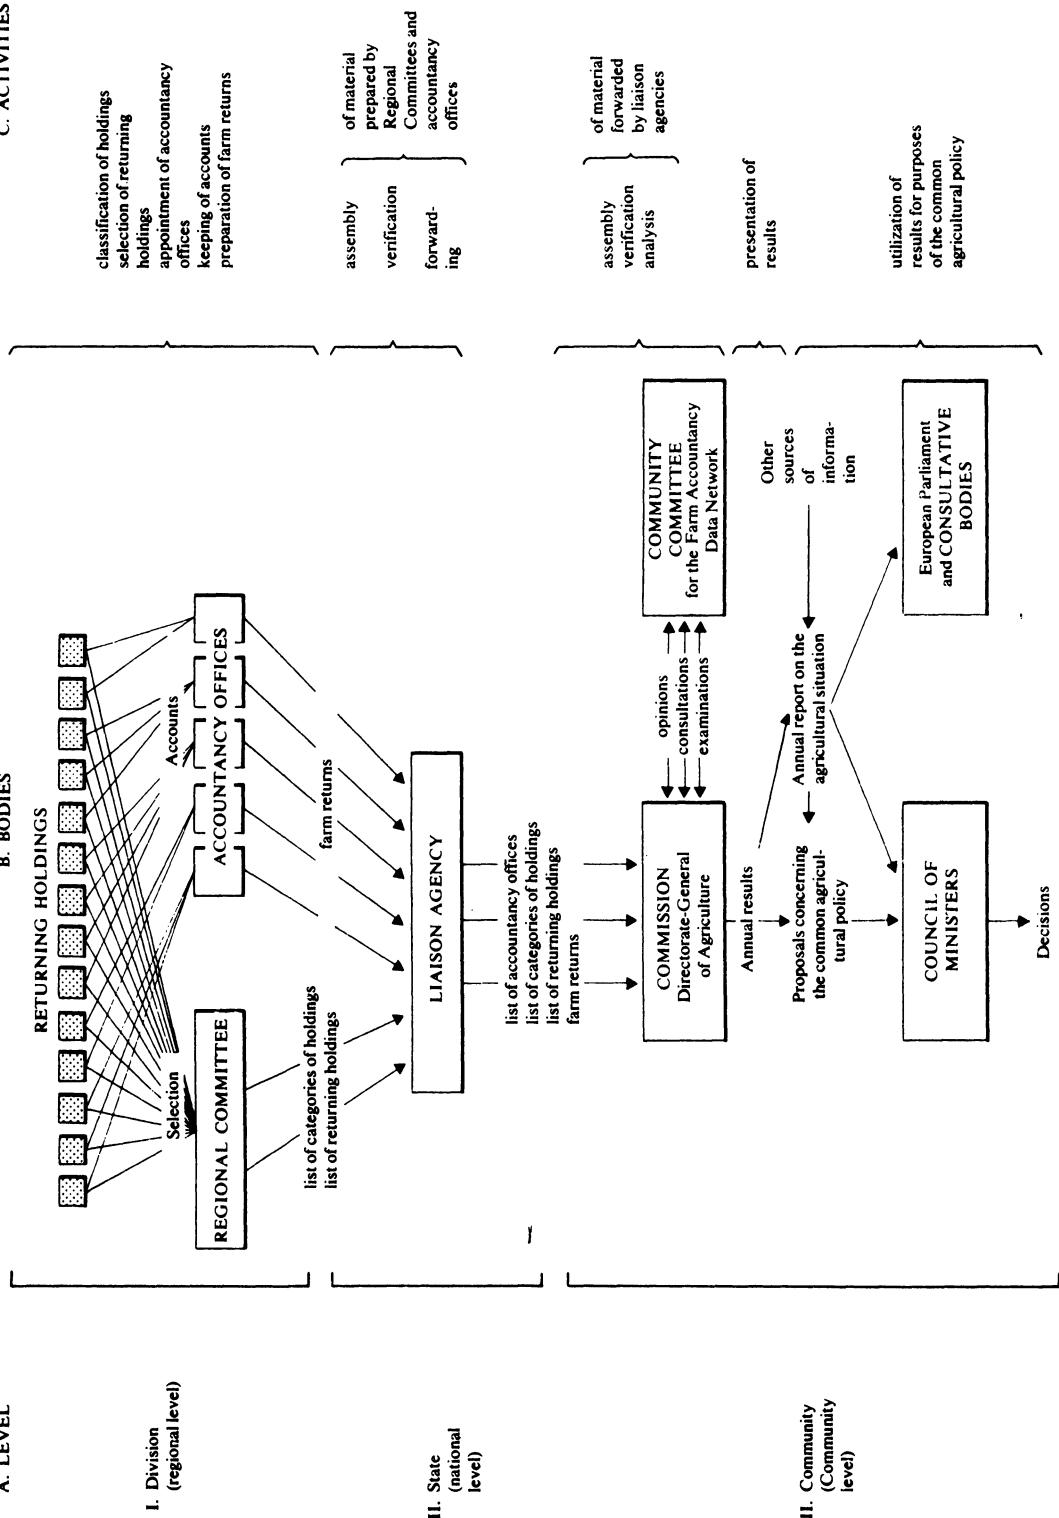 A. LEVEL
B. BODIES
C. ACTIVITIES
I. Division
(regional level)
RETURNING HOLDINGS
Selection
Accounts
REGIONAL COMMITTEE
ACCOUNTANCY OFFICES
classification of holdings
selection of returning
holdings
appointment of accountancy
offices
keeping of accounts
preparation of farm returns
list of categories of holdings
list of returning holdings
farm returns
II. State
(national
level)
LIAISON AGENCY
assembly
verification
forward-
ing
of material
prepared by
Regional
Committees and
accountancy
offices
list of accountancy offices
list of categories of holdings
list of returning holdings
farm returns
II. Community
(Community
level)
COMMISSION
Directorate-General
of Agriculture
opinions
consultations
examinations
COMMUNITY
COMMITTEE
for the Farm Accountancy
Data Network
assembly
verification
analysis
of material
forwarded
by liaison
agencies
Annual results
Other
sources
of
informa-
tion
presentation of
results
Proposals concerning
the common agricul-
tural policy
Annual report on the
agricultural situation
COUNCIL OF
MINISTERS
European Parliament
and CONSULTATIVE
BODIES
utilization of
results for purposes
of the common
agricultural policy
Decisions